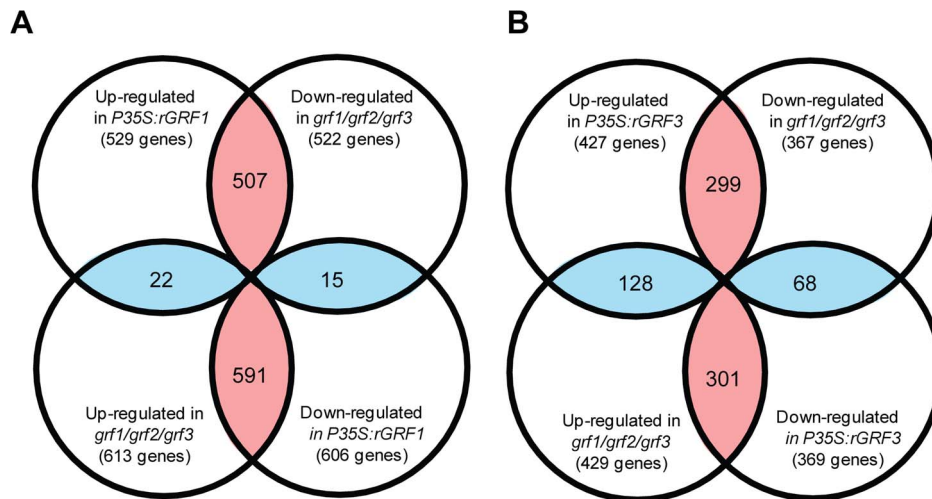 A
Up-regulated
in P35S:rGRF1
(529 genes)
Down-regulated
in grf1/grf2/grf3
(522 genes)
507
22
15
591
Up-regulated in
grf1/grf2/grf3
(613 genes)
Down-regulated
in P35S:rGRF1
(606 genes)
B
Up-regulated
in P35S:rGRF3
(427 genes)
Down-regulated
in grf1/grf2/grf3
(367 genes)
299
128
68
301
Up-regulated in
grf1/grf2/grf3
(429 genes)
Down-regulated
in P35S:rGRF3
(369 genes)